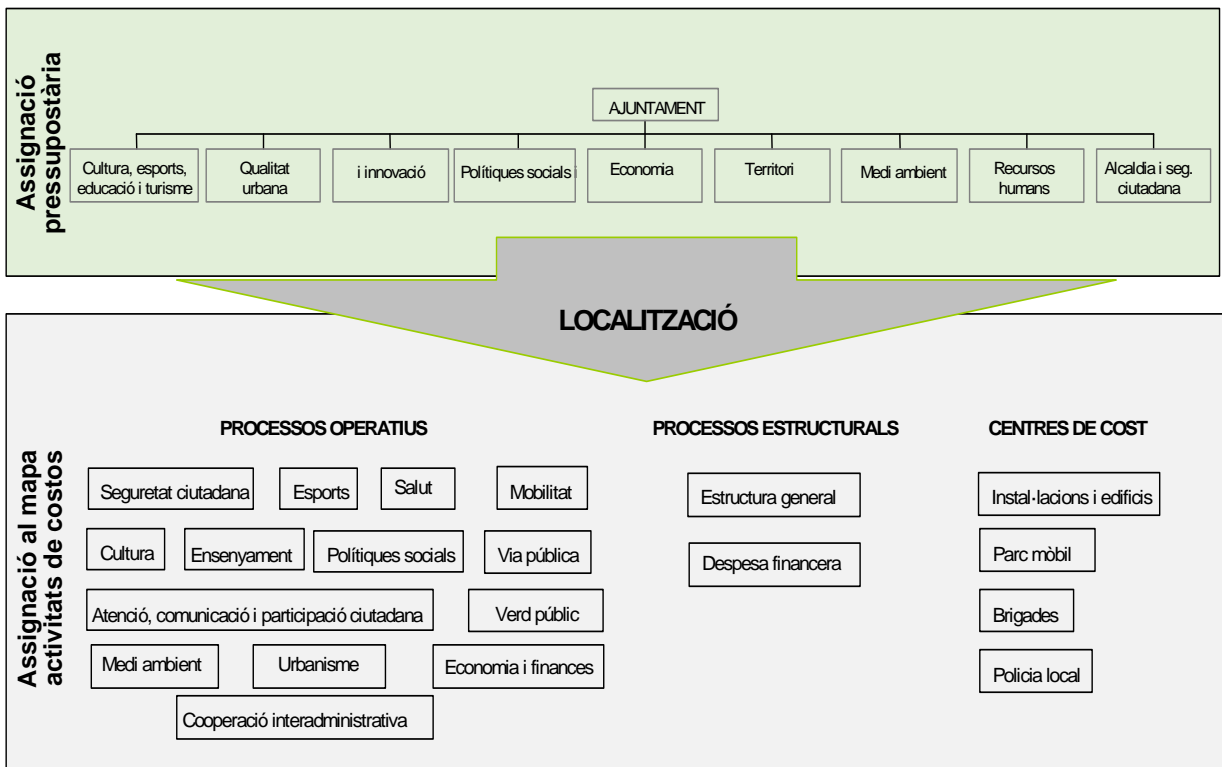 Assignació
pressupostària
AJUNTAMENT
Cultura, esports,
educació i turisme
Qualitat
urbana
i innovació
Polítiques socials i
Economia
Territori
Medi ambient
Recursos
humans
Alcaldia i seg.
ciutadana
LOCALITZACIÓ
Assignació al mapa
activitats de costos
PROCESSOS OPERATIUS
Seguretat ciutadana
Esports
Salut
Mobilitat
Cultura
Ensenyament
Polítiques socials
Via pública
Atenció, comunicació i participació ciutadana
Verd públic
Medi ambient
Urbanisme
Economia i finances
Cooperació interadministrativa
PROCESSOS ESTRUCTURALS
Estructura general
Despesa financera
CENTRES DE COST
Instal·lacions i edificis
Parc mòbil
Brigades
Policia local